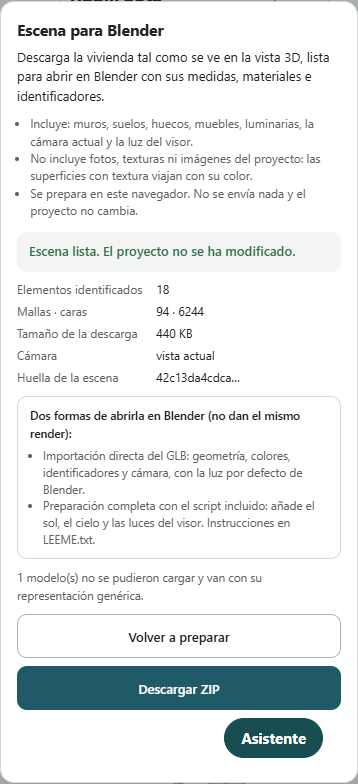 Escena para Blender
Descarga la vivienda tal como se ve en la vista 3D, lista
para abrir en Blender con sus medidas, materiales e
identificadores.
• Incluye: muros, suelos, huecos, muebles, luminarias, la
cámara actual y la luz del visor.
• No incluye fotos, texturas ni imágenes del proyecto: las
superficies con textura viajan con su color.
• Se prepara en este navegador. No se envía nada y el
proyecto no cambia.
Escena lista. El proyecto no se ha modificado.
Elementos identificados 18
Mallas · caras 94 · 6244
Tamaño de la descarga 440 KB
Cámara vista actual
Huella de la escena 42c13da4cdca...
Dos formas de abrirla en Blender (no dan el mismo
render):
• Importación directa del GLB: geometría, colores,
identificadores y cámara, con la luz por defecto de
Blender.
• Preparación completa con el script incluido: añade el
sol, el cielo y las luces del visor. Instrucciones en
LEEME.txt.
1 modelo(s) no se pudieron cargar y van con su
representación genérica.
Volver a preparar
Descargar ZIP
Asistente